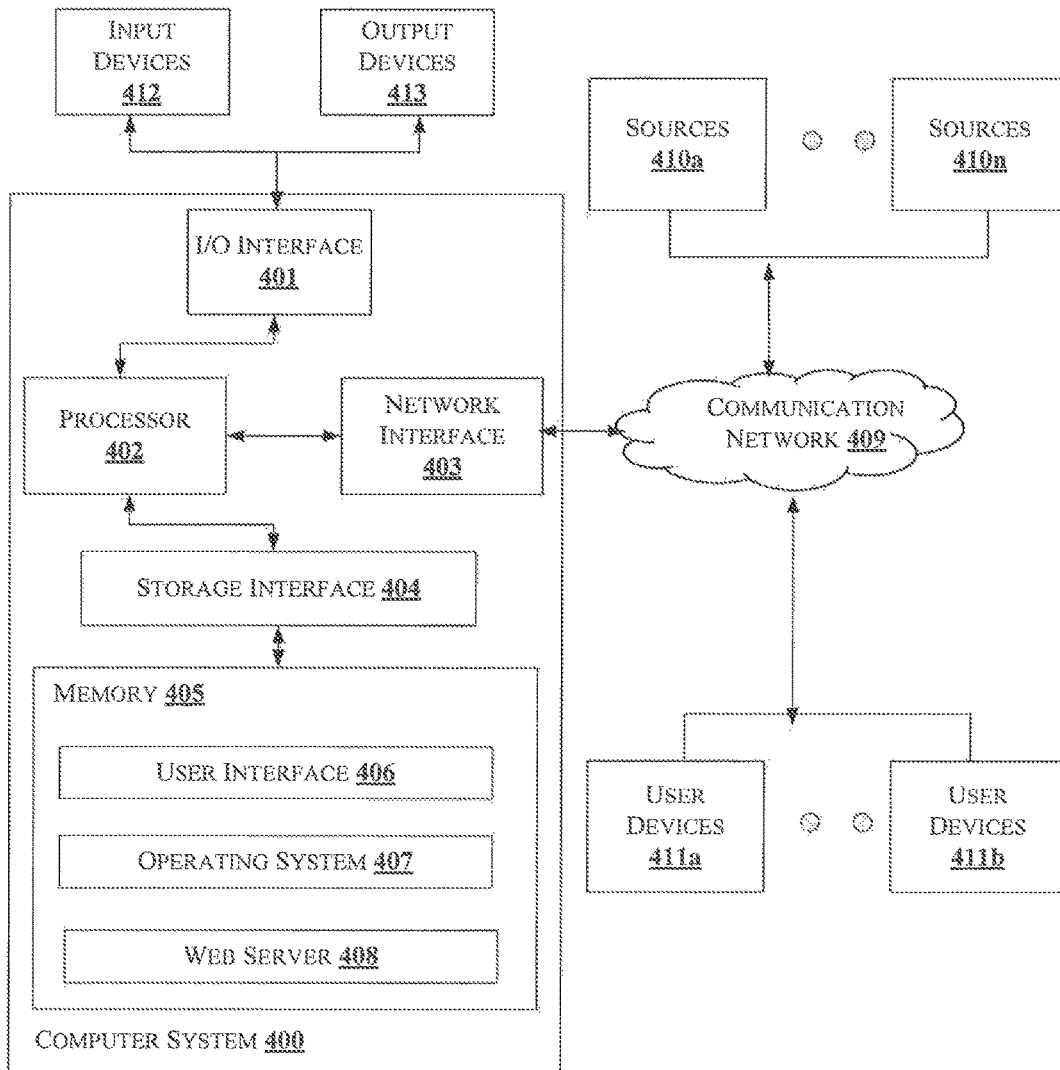 INPUT
DEVICES
412
OUTPUT
DEVICES
413
SOURCES
410a
SOURCES
410n
I/O INTERFACE
401
PROCESSOR
402
NETWORK
INTERFACE
403
COMMUNICATION
NETWORK 409
STORAGE INTERFACE 404
MEMORY 405
USER INTERFACE 406
OPERATING SYSTEM 407
WEB SERVER 408
USER
DEVICES
411a
USER
DEVICES
411b
COMPUTER SYSTEM 400